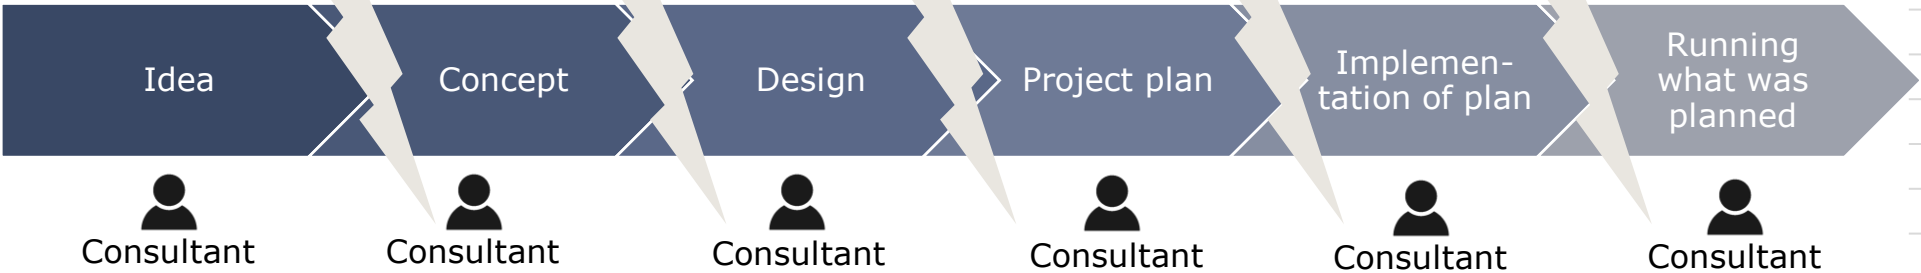 Idea
Concept
Design
Project plan
Implemen-
tation of plan
Running
what was
planned
Consultant
Consultant
Consultant
Consultant
Consultant
Consultant